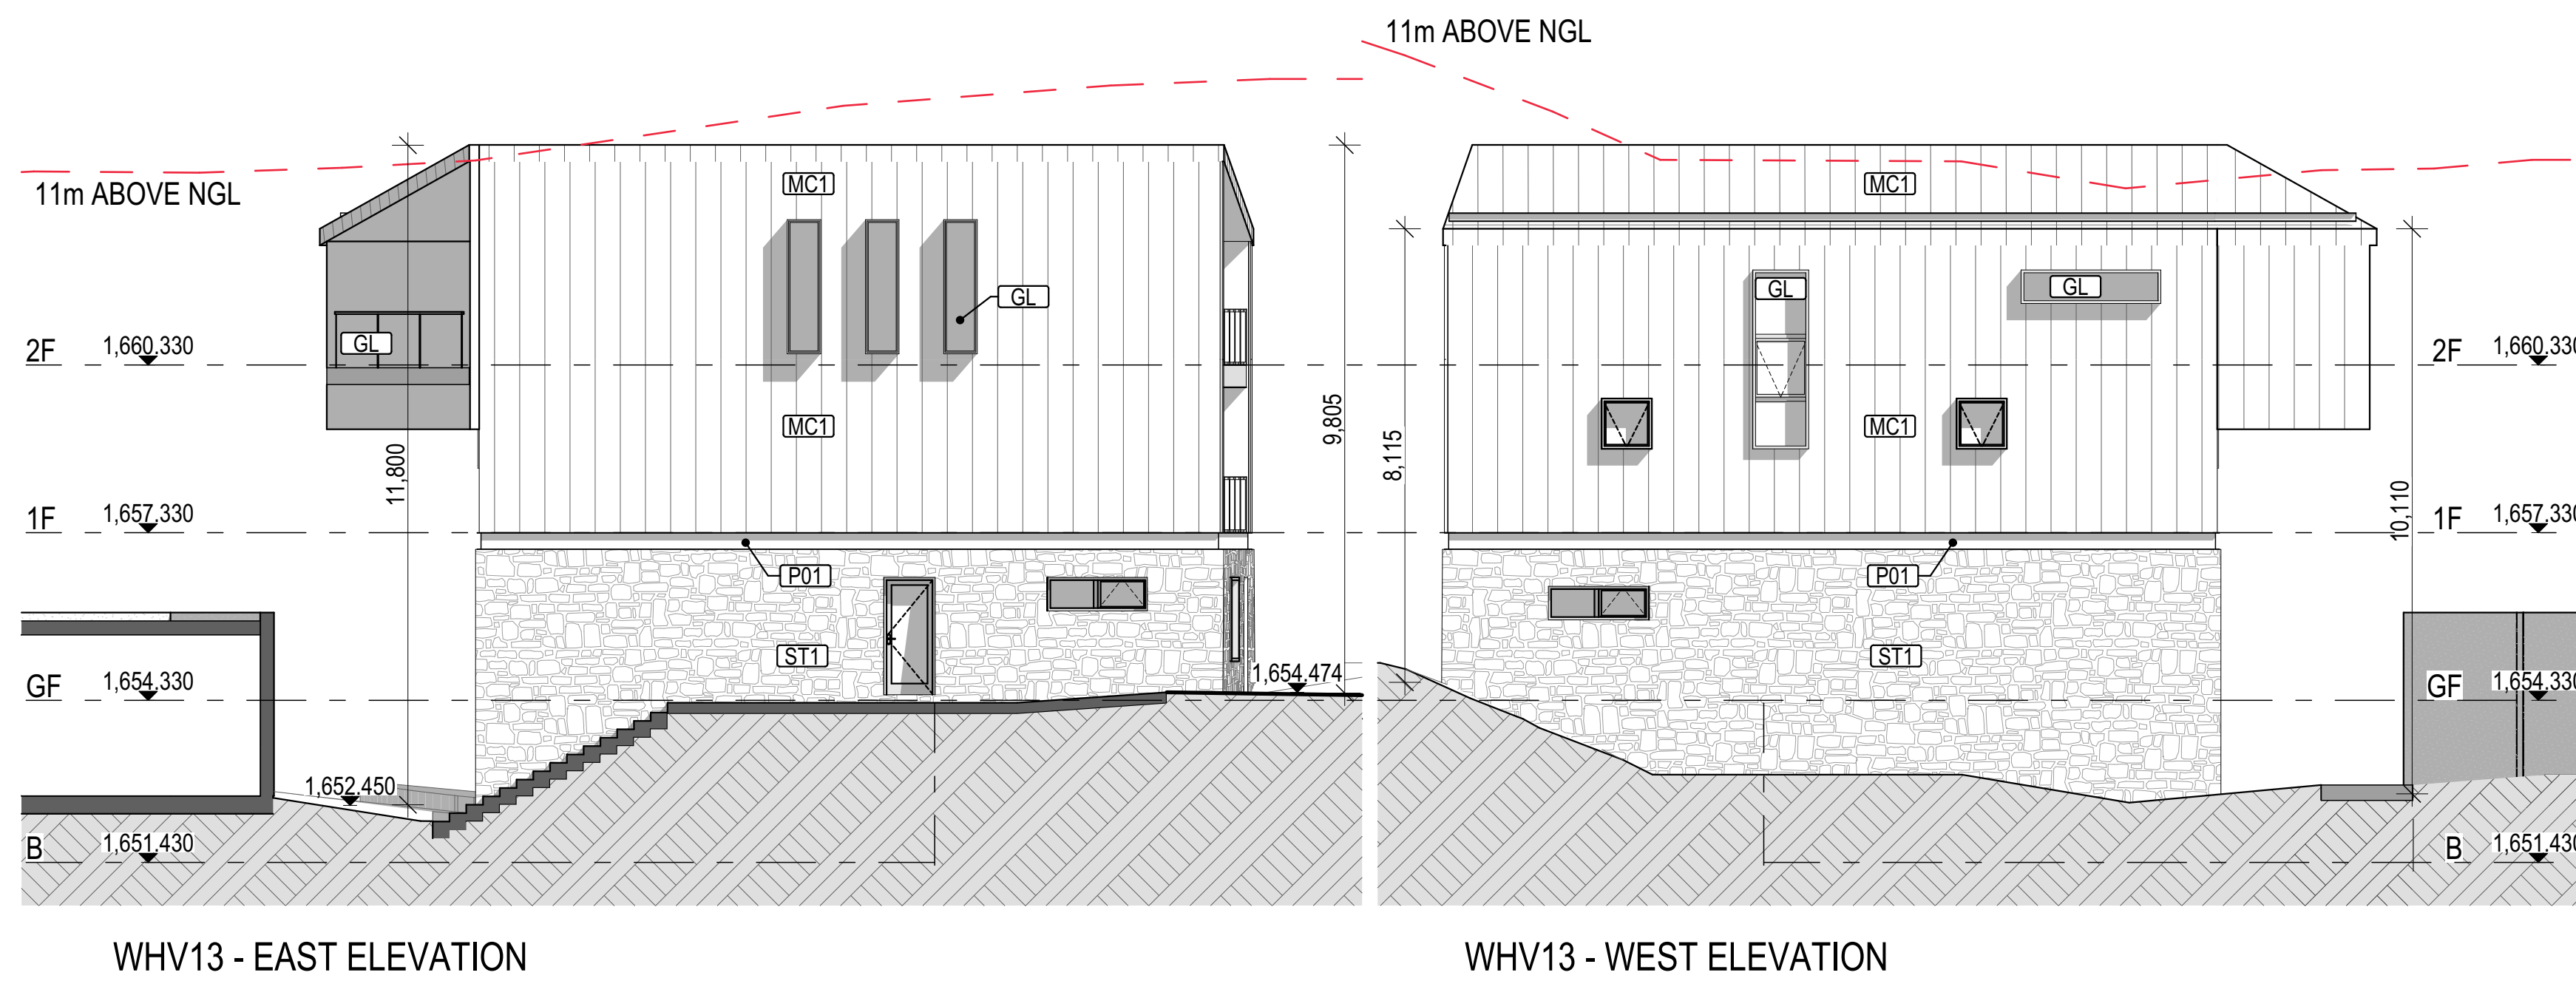 11m ABOVE NGL
11m ABOVE NGL
MC1
GL
GL
2F 1,660.330
MC1
11,800
9,805
1F 1,657.330
P01
ST1
GF 1,654.330
1,654.474
1,652.450
B 1,651.430
WHV13 - EAST ELEVATION
MC1
GL
GL
2F 1,660.330
MC1
8,115
10,110
1F 1,657.330
P01
ST1
GF 1,654.330
B 1,651.430
WHV13 - WEST ELEVATION